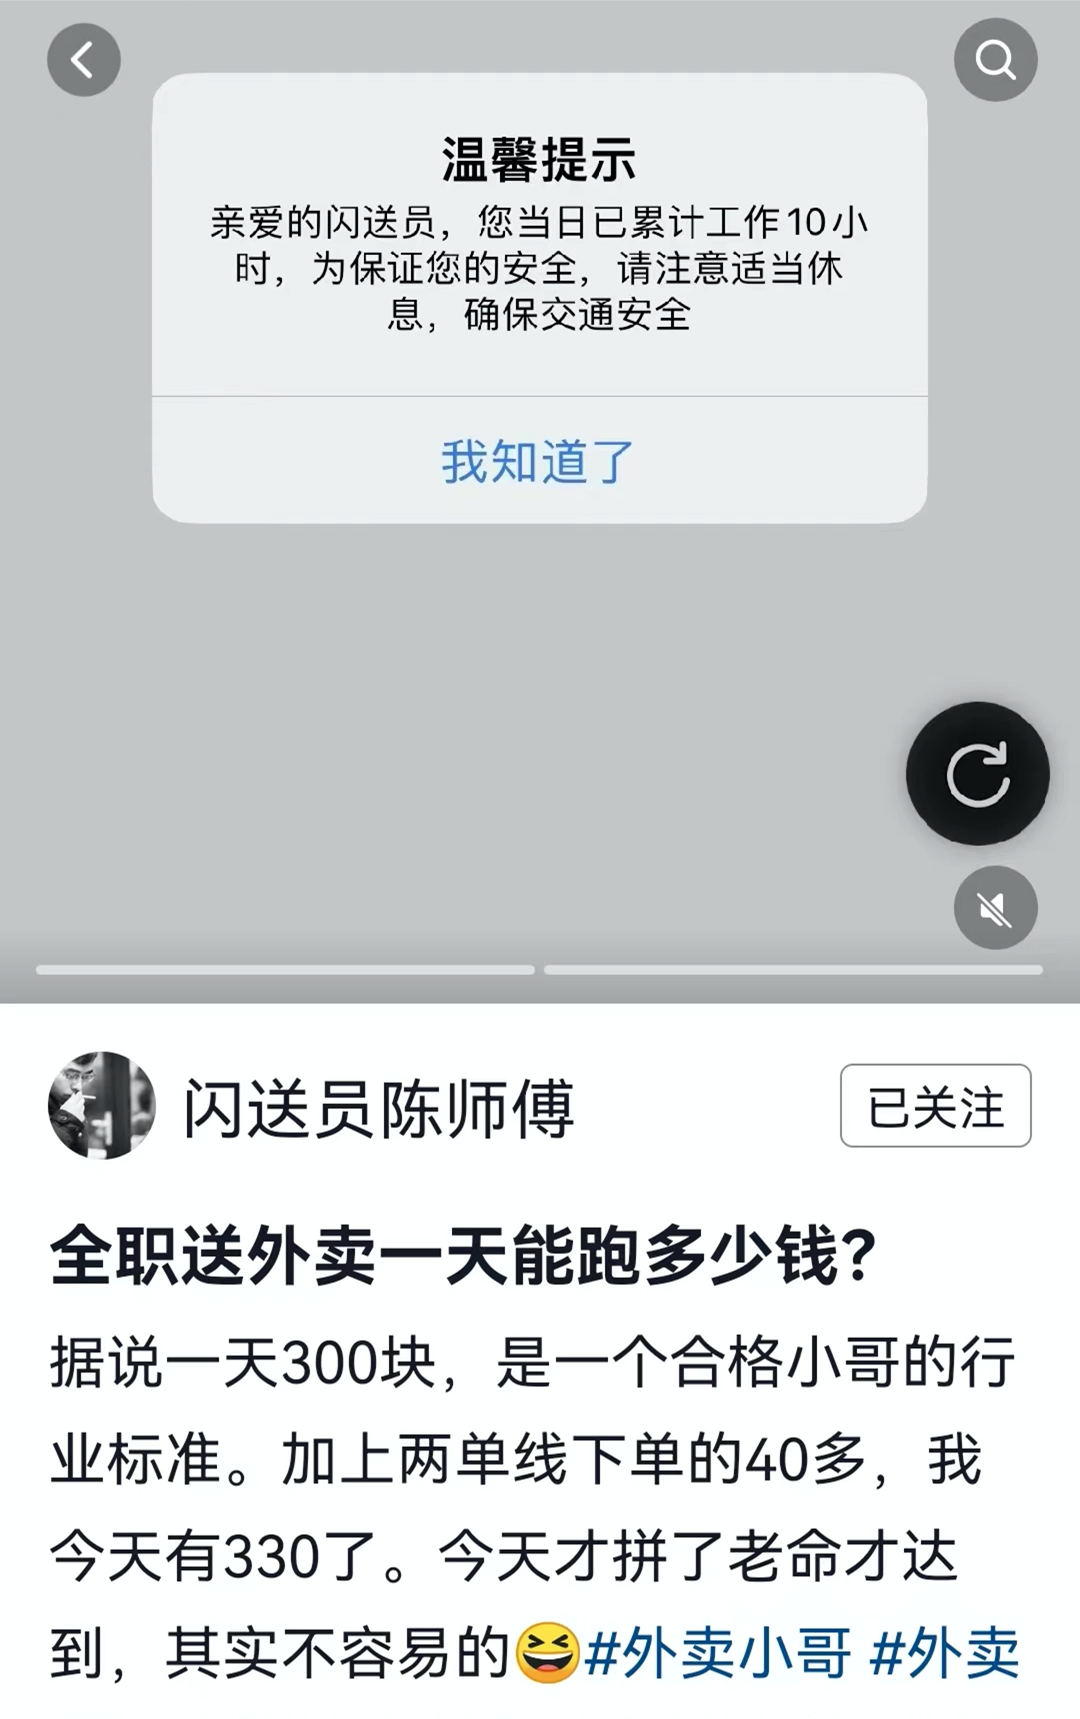 温馨提示
亲爱的闪送员，您当日已累计工作10小
时，为保证您的安全，请注意适当休
息，确保交通安全
我知道了
闪送员陈师傅
已关注
全职送外卖一天能跑多少钱？
据说一天300块，是一个合格小哥的行
业标准。加上两单线下单的40多，我
今天有330了。今天才拼了老命才达
到，其实不容易的😆#外卖小哥 #外卖